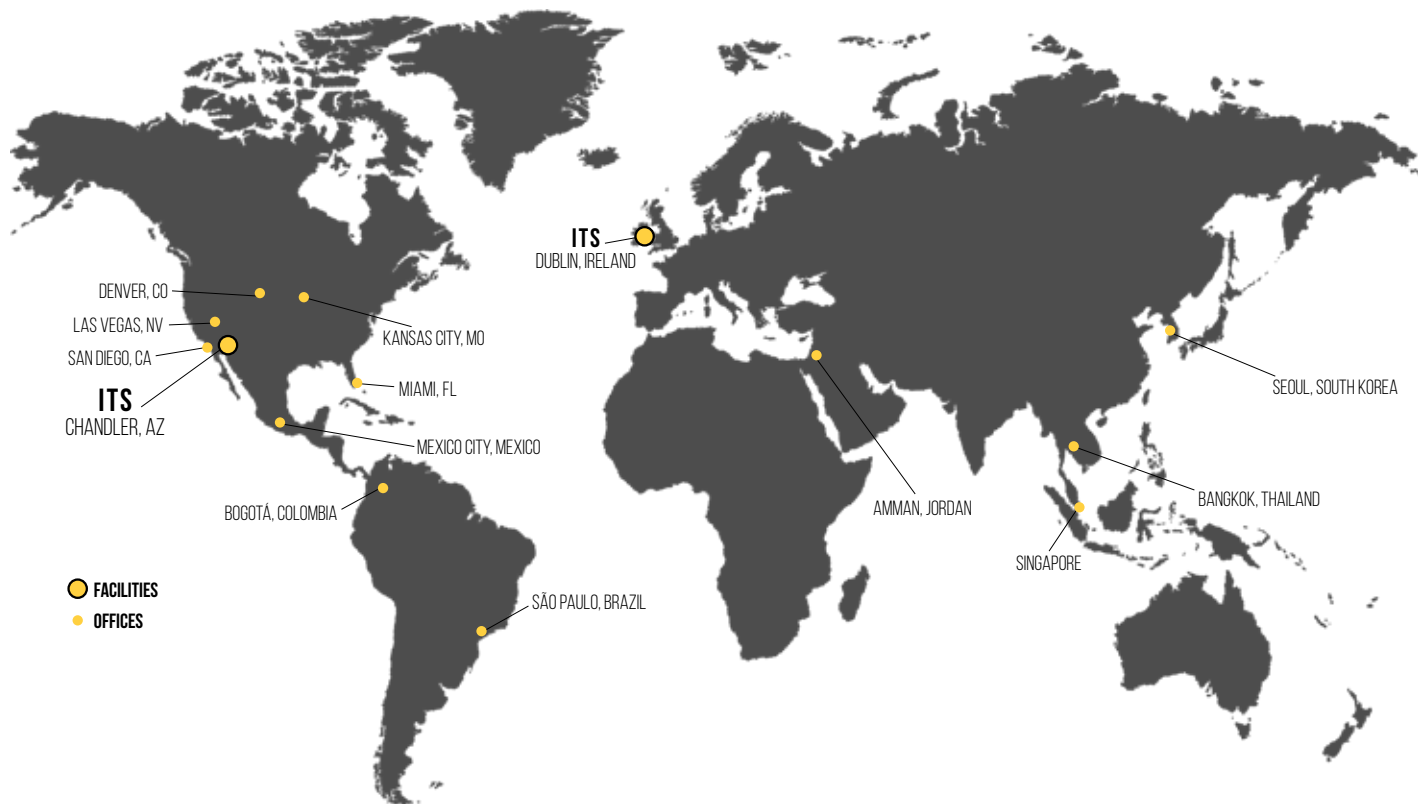 ITS
DUBLIN, IRELAND
DENVER, CO
LAS VEGAS, NV
KANSAS CITY, MO
SAN DIEGO, CA
ITS
CHANDLER, AZ
MIAMI, FL
MEXICO CITY, MEXICO
BOGOTÁ, COLOMBIA
SÃO PAULO, BRAZIL
SEOUL, SOUTH KOREA
AMMAN, JORDAN
BANGKOK, THAILAND
SINGAPORE
FACILITIES
OFFICES